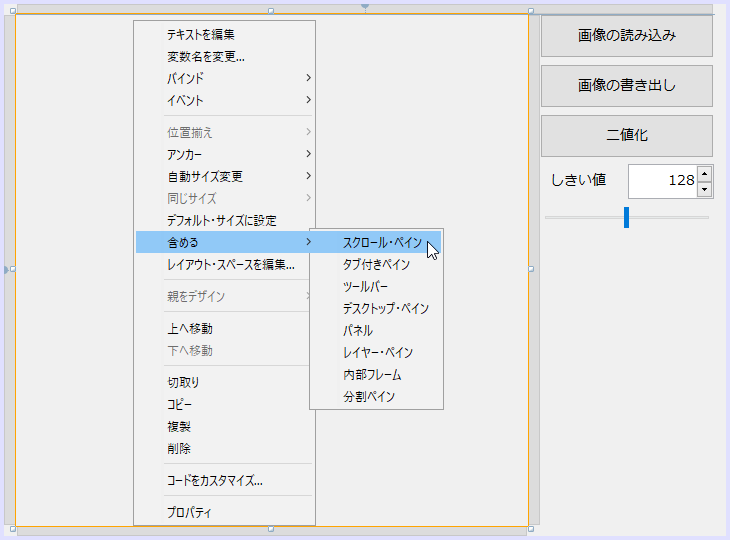 テキストを編集
変数名を変更...
バインド
イベント
位置揃え
アンカー
自動サイズ変更
同じサイズ
デフォルト・サイズに設定
含める
レイアウト・スペースを編集...
親をデザイン
上へ移動
下へ移動
切取り
コピー
複製
削除
コードをカスタマイズ...
プロパティ
スクロール・ペイン
タブ付きペイン
ツールバー
デスクトップ・ペイン
パネル
レイヤー・ペイン
内部フレーム
分割ペイン
画像の読み込み
画像の書き出し
二値化
しきい値
128